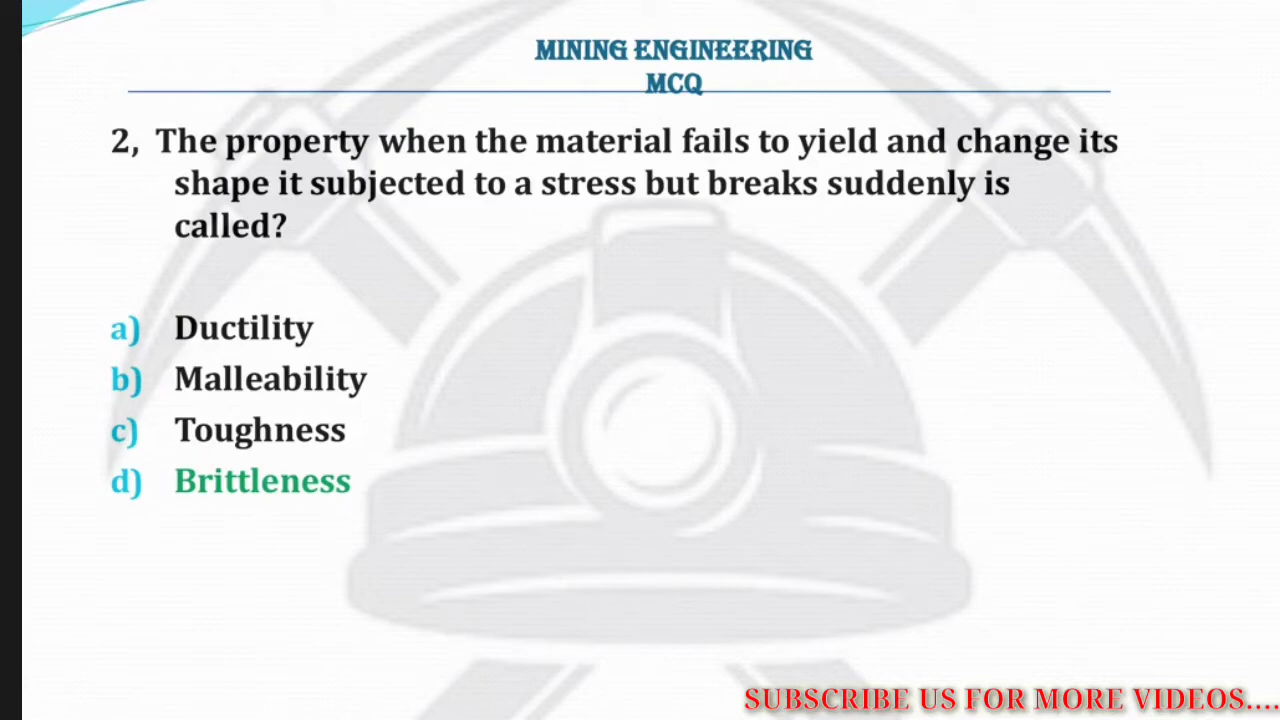 MINING ENGINEERING
MCQ
2, The property when the material fails to yield and change its
shape it subjected to a stress but breaks suddenly is
called?
a) Ductility
b) Malleability
c) Toughness
d) Brittleness
SUBSCRIBE US FOR MORE VIDEOS....